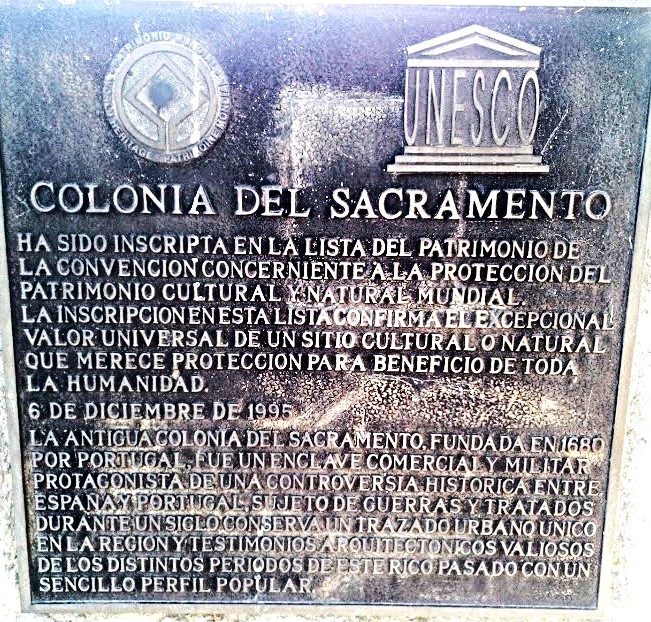 PATRIMONIO MUNDIAL
UNESCO
COLONIA DEL SACRAMENTO
HA SIDO INSCRIPTA EN LA LISTA DEL PATRIMONIO DE
LA CONVENCION CONCERNIENTE A LA PROTECCION DEL
PATRIMONIO CULTURAL Y NATURAL MUNDIAL.
LA INSCRIPCION EN ESTA LISTA CONFIRMA EL EXCEPCIONAL
VALOR UNIVERSAL DE UN SITIO CULTURAL O NATURAL
QUE MERECE PROTECCION PARA BENEFICIO DE TODA
LA HUMANIDAD.
6 DE DICIEMBRE DE 1995
LA ANTIGUA COLONIA DEL SACRAMENTO, FUNDADA EN 1680
POR PORTUGAL, FUE UN ENCLAVE COMERCIAL Y MILITAR
PROTAGONISTA DE UNA CONTROVERSIA HISTORICA ENTRE
ESPAÑA Y PORTUGAL, SUJETO DE GUERRAS Y TRATADOS
DURANTE UN SIGLO CONSERVA UN TRAZADO URBANO UNICO
EN LA REGION Y TESTIMONIOS ARQUITECTONICOS VALIOSOS
DE LOS DISTINTOS PERIODOS DE ESTE RICO PASADO CON UN
SENCILLO PERFIL POPULAR.